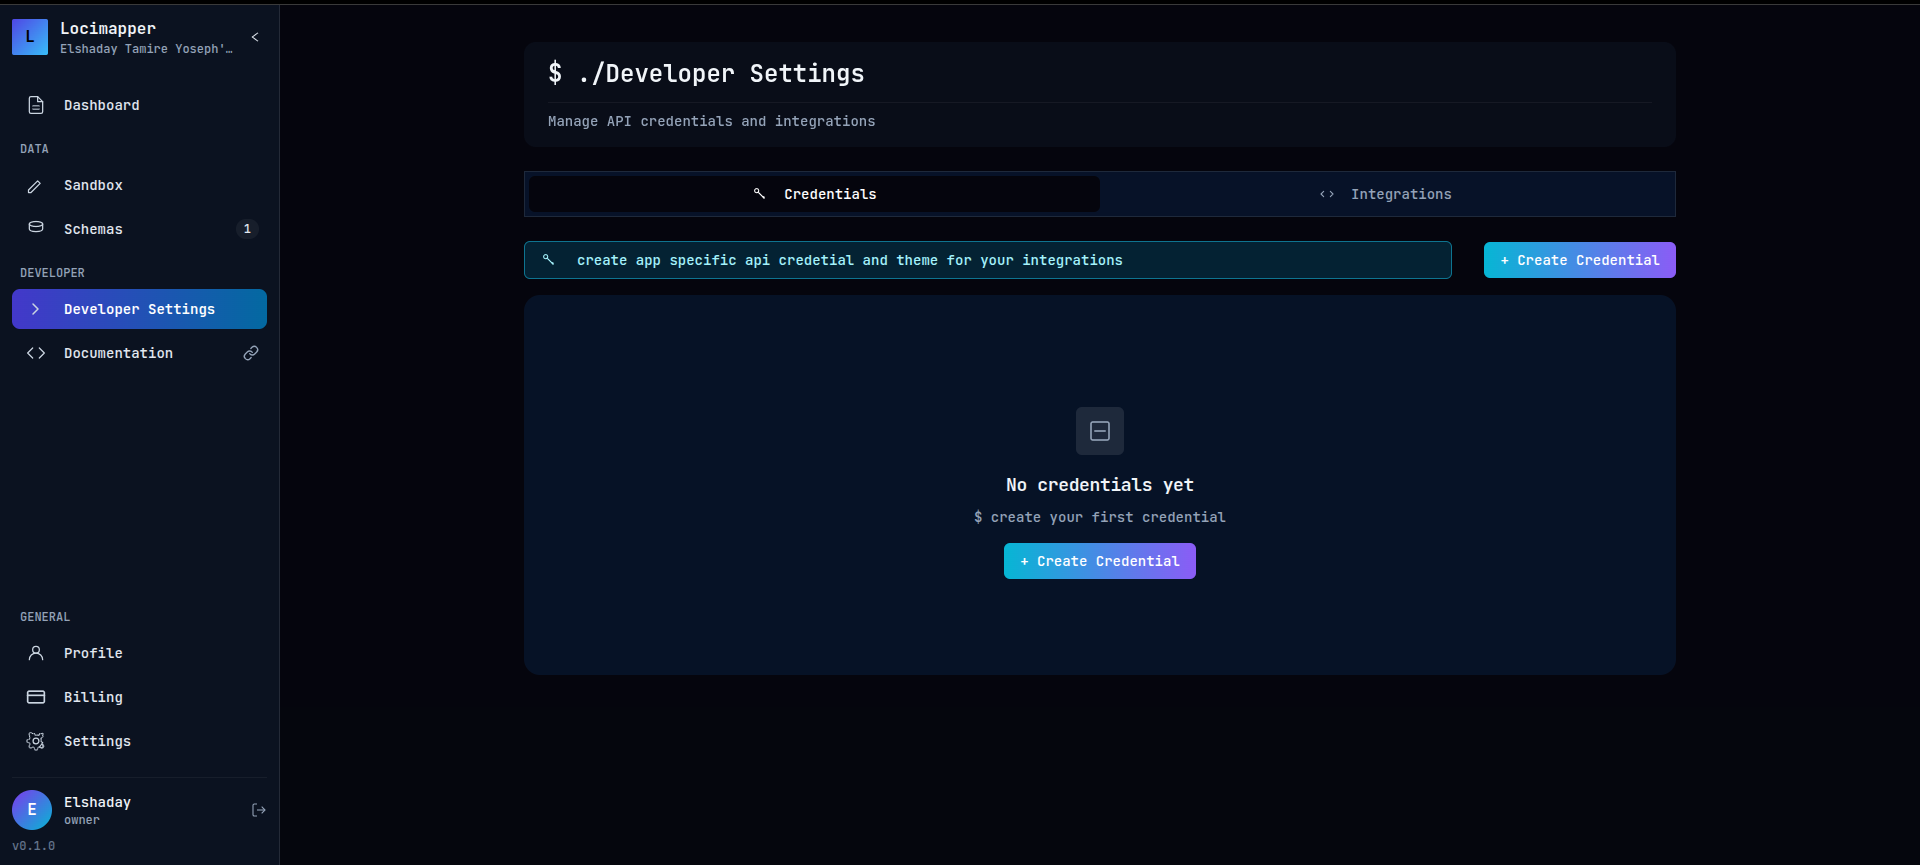 L
Locimapper
Elshaday Tamire Yoseph'…
<
Dashboard
DATA
Sandbox
Schemas 1
DEVELOPER
Developer Settings
Documentation
GENERAL
Profile
Billing
Settings
E
Elshaday
owner
v0.1.0
$ ./Developer Settings
Manage API credentials and integrations
Credentials
Integrations
create app specific api credetial and theme for your integrations
+ Create Credential
No credentials yet
$ create your first credential
+ Create Credential